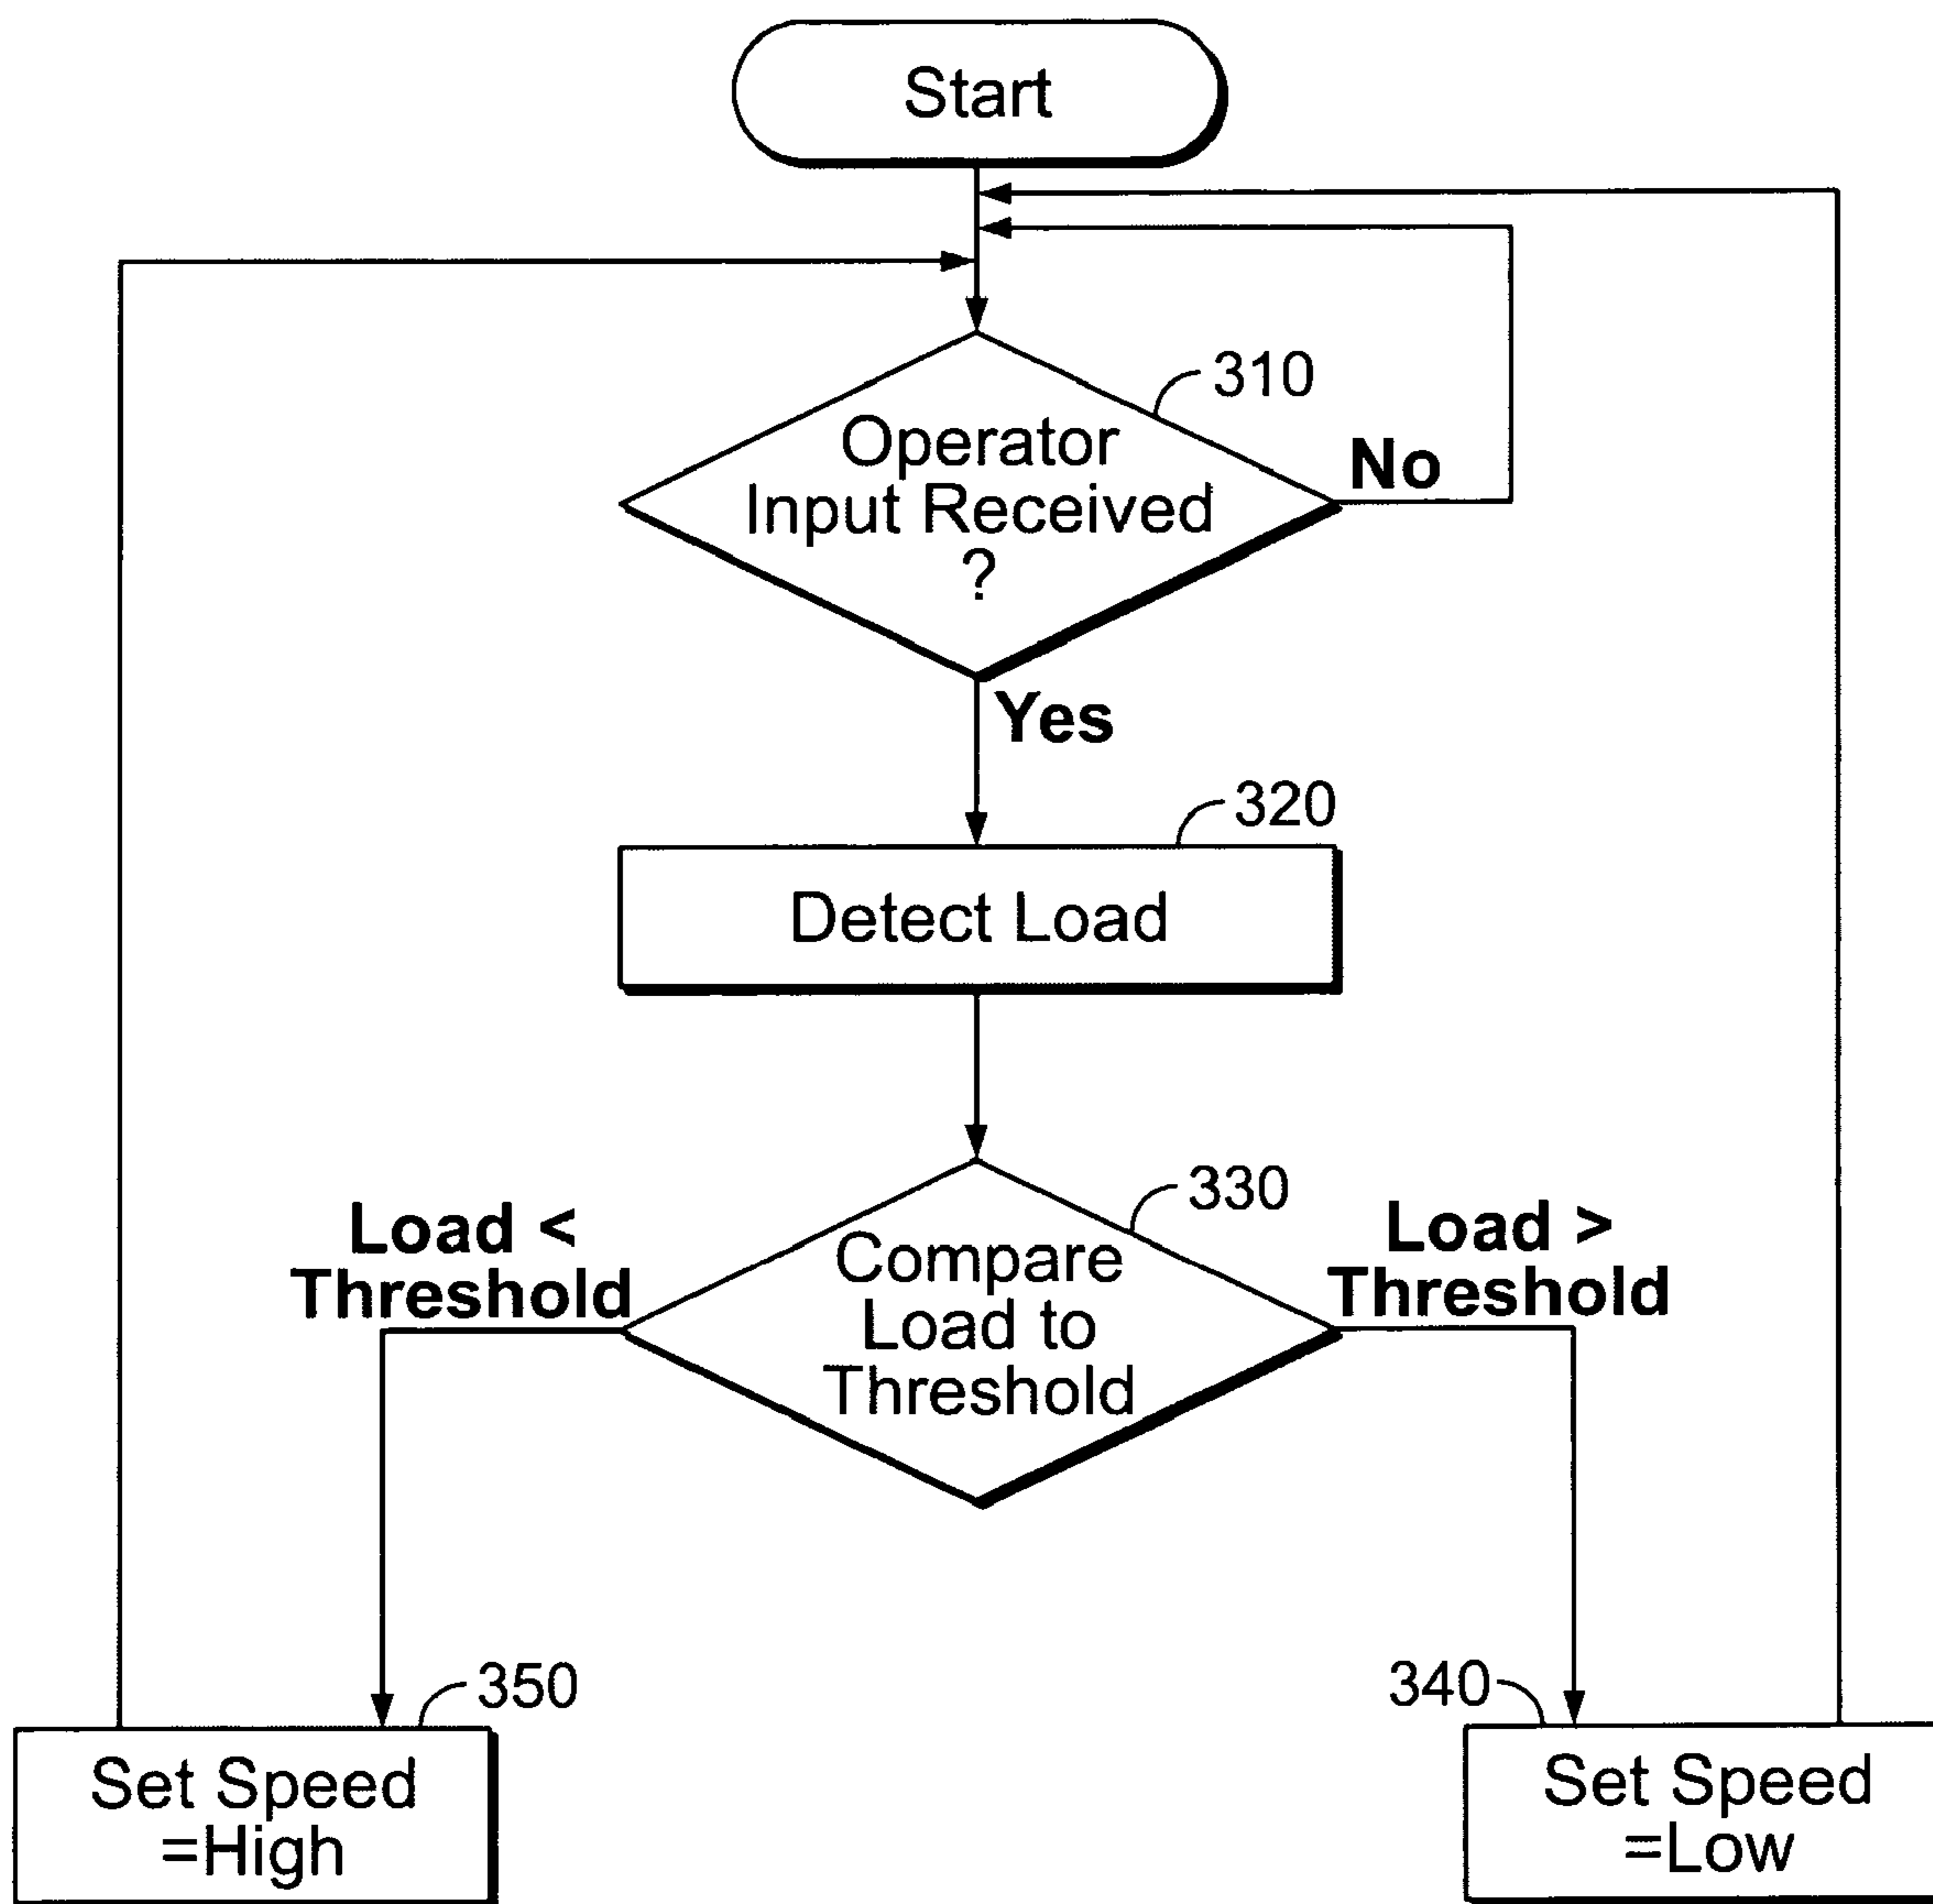 Start
310
Operator
Input Received
?
No
Yes
320
Detect Load
330
Load <
Threshold
Compare
Load to
Threshold
Load >
Threshold
350
Set Speed
=High
340
Set Speed
=Low